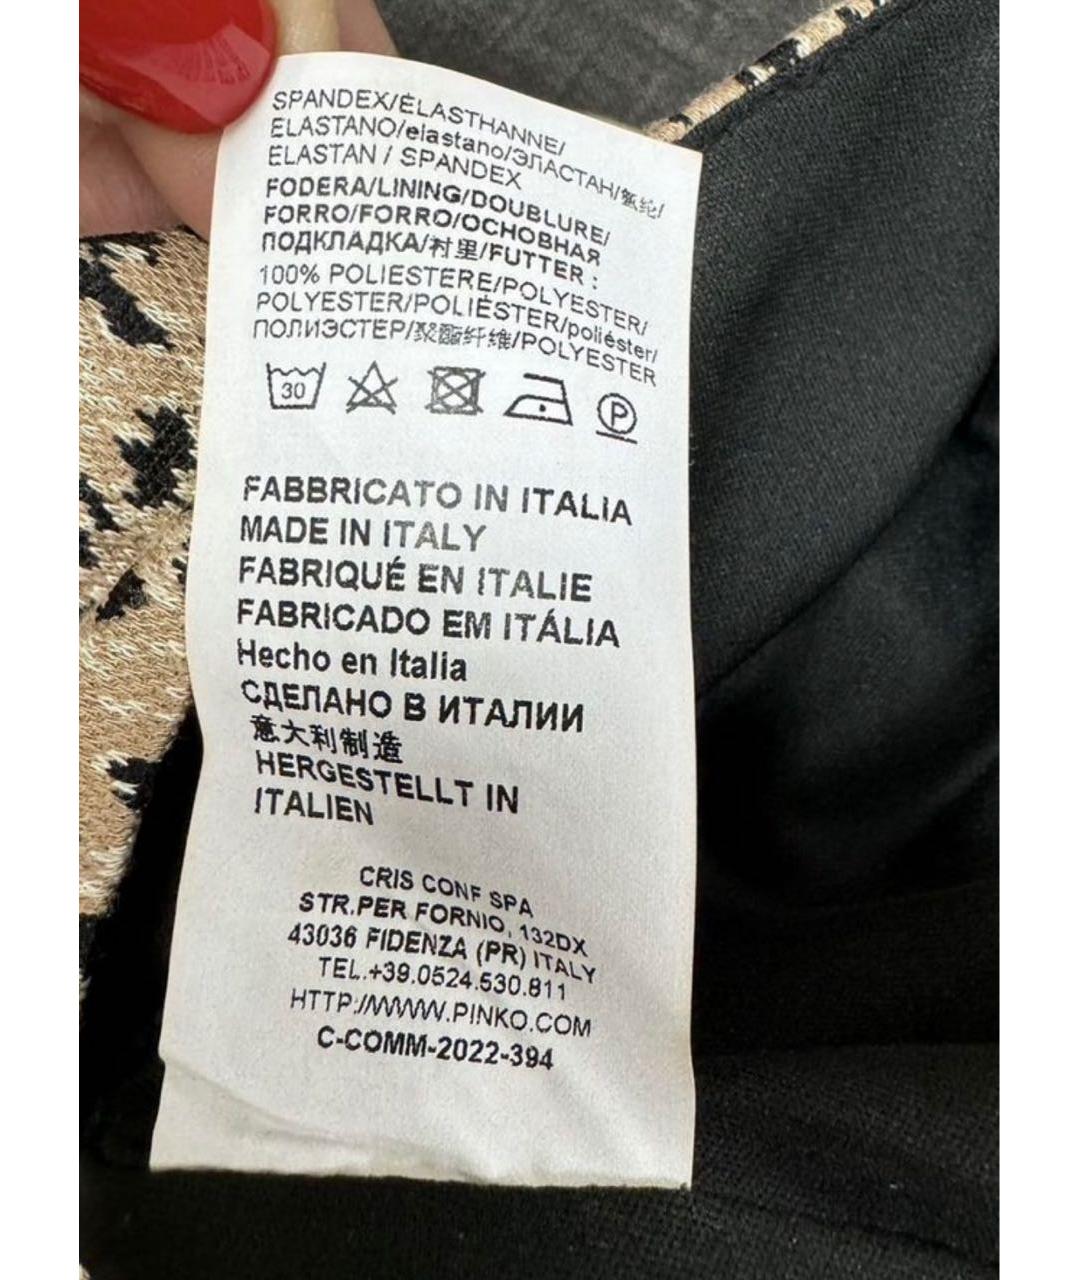 SPANDEX/ÉLASTHANNE/
ELASTANO/elastano/ЭЛАСТАН/氨纶/
ELASTAN / SPANDEX
FODERA/LINING/DOUBLURE/
FORRO/FORRO/ОСНОВНАЯ
ПОДКЛАДКА/衬里/FUTTER :
100% POLIESTERE/POLYESTER/
POLYESTER/POLIÉSTER/poliéster/
ПОЛИЭСТЕР/聚酯纤维/POLYESTER
30 P
FABBRICATO IN ITALIA
MADE IN ITALY
FABRIQUÉ EN ITALIE
FABRICADO EM ITÁLIA
Hecho en Italia
СДЕЛАНО В ИТАЛИИ
意大利制造
HERGESTELLT IN
ITALIEN
CRIS CONF SPA
STR.PER FORNIO, 132DX
43036 FIDENZA (PR) ITALY
TEL.+39.0524.530.811
HTTP://WWW.PINKO.COM
C-COMM-2022-394